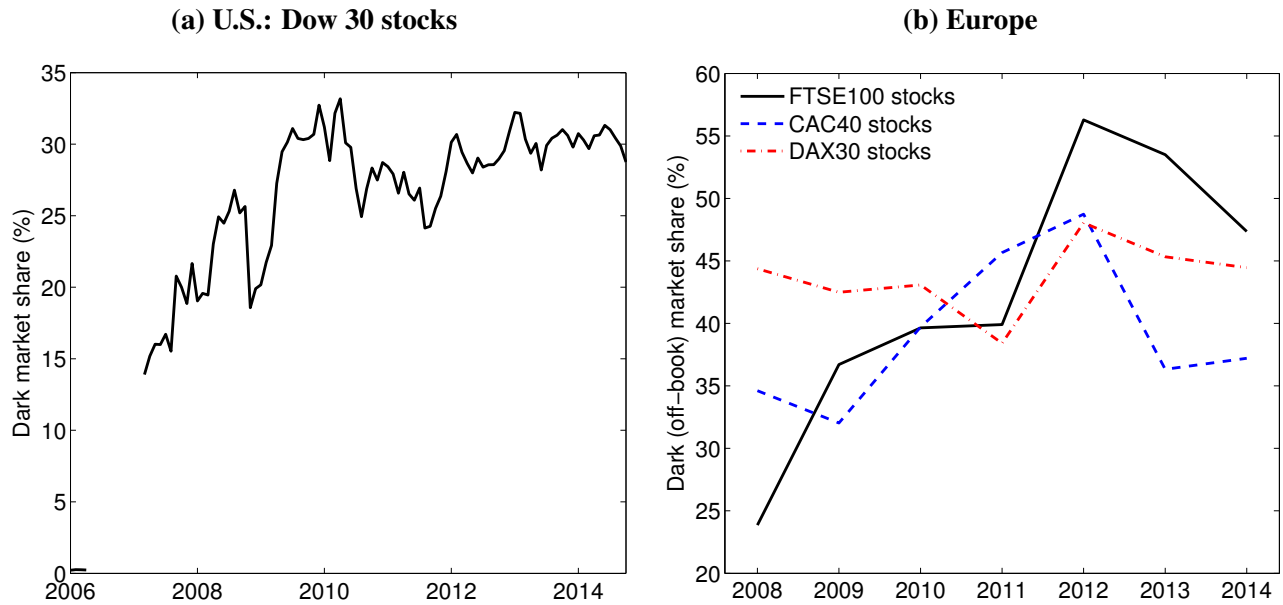 (a) U.S.: Dow 30 stocks
35
30
25
20
15
10
5
0
Dark market share (%)
2006 2008 2010 2012 2014
(b) Europe
60
55
50
45
40
35
30
25
20
Dark (off−book) market share (%)
FTSE100 stocks
CAC40 stocks
DAX30 stocks
2008 2009 2010 2011 2012 2013 2014